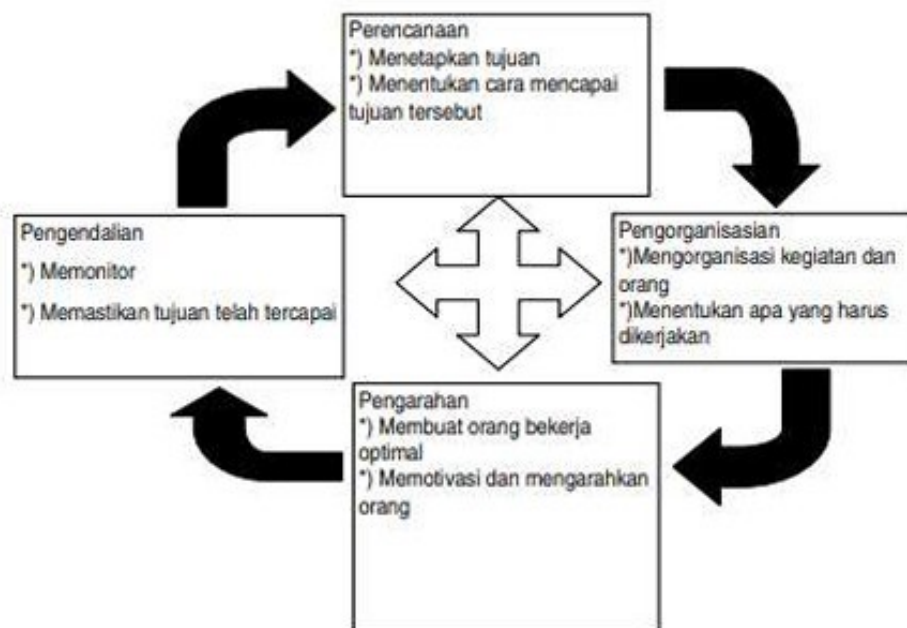 Perencanaan
*) Menetapkan tujuan
*) Menentukan cara mencapai
tujuan tersebut
Pengendalian
*) Memonitor
*) Memastikan tujuan telah tercapai
Pengorganisasian
*)Mengorganisasi kegiatan dan
orang
*)Menentukan apa yang harus
dikerjakan
Pengarahan
*) Membuat orang bekerja
optimal
*) Memotivasi dan mengarahkan
orang